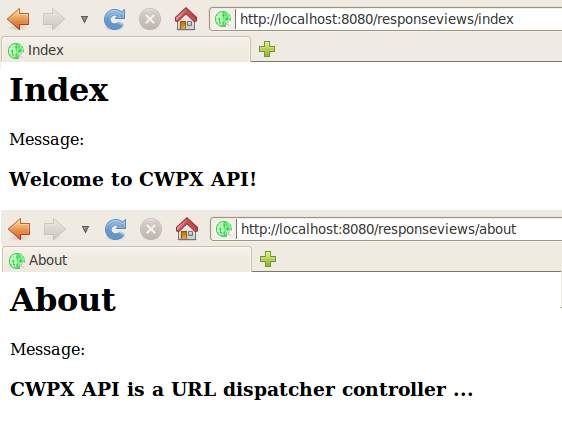 http://localhost:8080/responseviews/index
Index
Index
Message:
Welcome to CWPX API!
http://localhost:8080/responseviews/about
About
About
Message:
CWPX API is a URL dispatcher controller ...